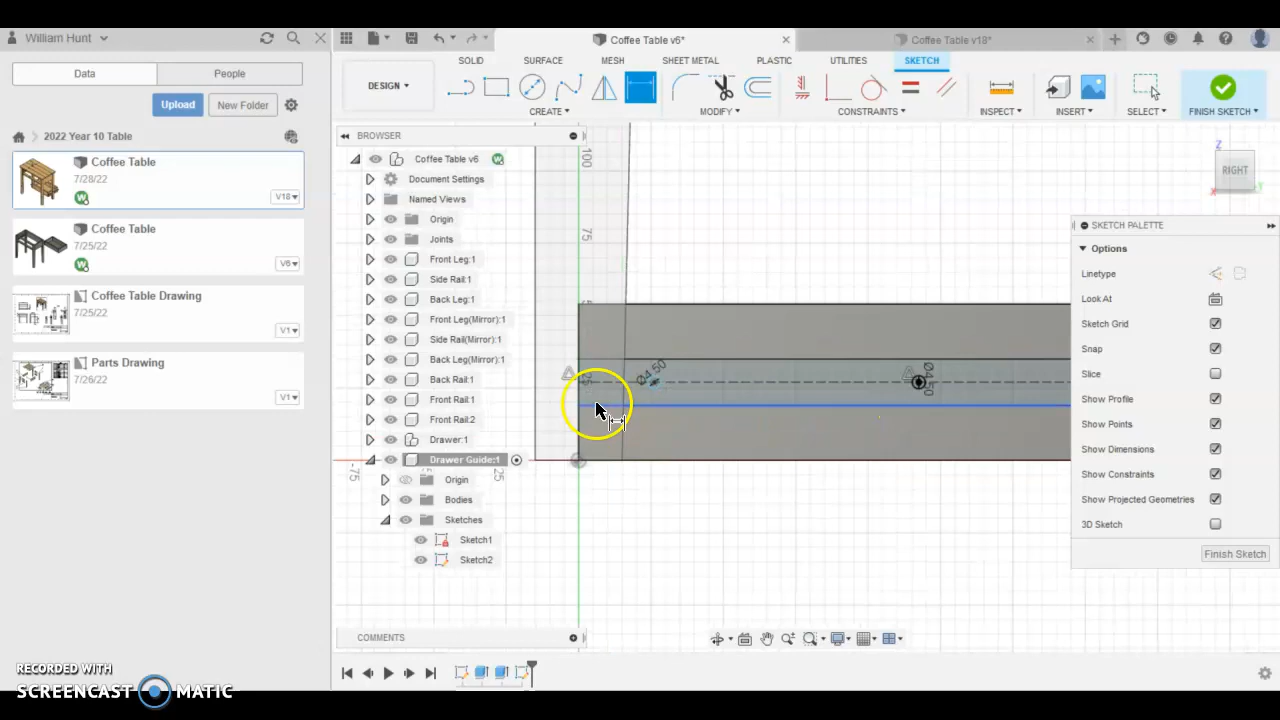 William Hunt
Coffee Table v6*
Coffee Table v18*
Data
People
Upload
New Folder
2022 Year 10 Table
Coffee Table
7/28/22
V18
Coffee Table
7/25/22
V6
Coffee Table Drawing
7/25/22
V1
Parts Drawing
7/26/22
V1
DESIGN
SOLID
SURFACE
MESH
SHEET METAL
PLASTIC
UTILITIES
SKETCH
CREATE
MODIFY
CONSTRAINTS
INSPECT
INSERT
SELECT
FINISH SKETCH
BROWSER
Coffee Table v6
Document Settings
Named Views
Origin
Joints
Front Leg:1
Side Rail:1
Back Leg:1
Front Leg(Mirror):1
Side Rail(Mirror):1
Back Leg(Mirror):1
Back Rail:1
Front Rail:1
Front Rail:2
Drawer:1
Drawer Guide:1
Origin
Bodies
Sketches
Sketch1
Sketch2
100
75
25
-75
-25
Ø4.50
Ø4.50
Z
RIGHT
X
Y
SKETCH PALETTE
Options
Linetype
Look At
Sketch Grid
Snap
Slice
Show Profile
Show Points
Show Dimensions
Show Constraints
Show Projected Geometries
3D Sketch
Finish Sketch
COMMENTS
RECORDED WITH
SCREENCAST MATIC